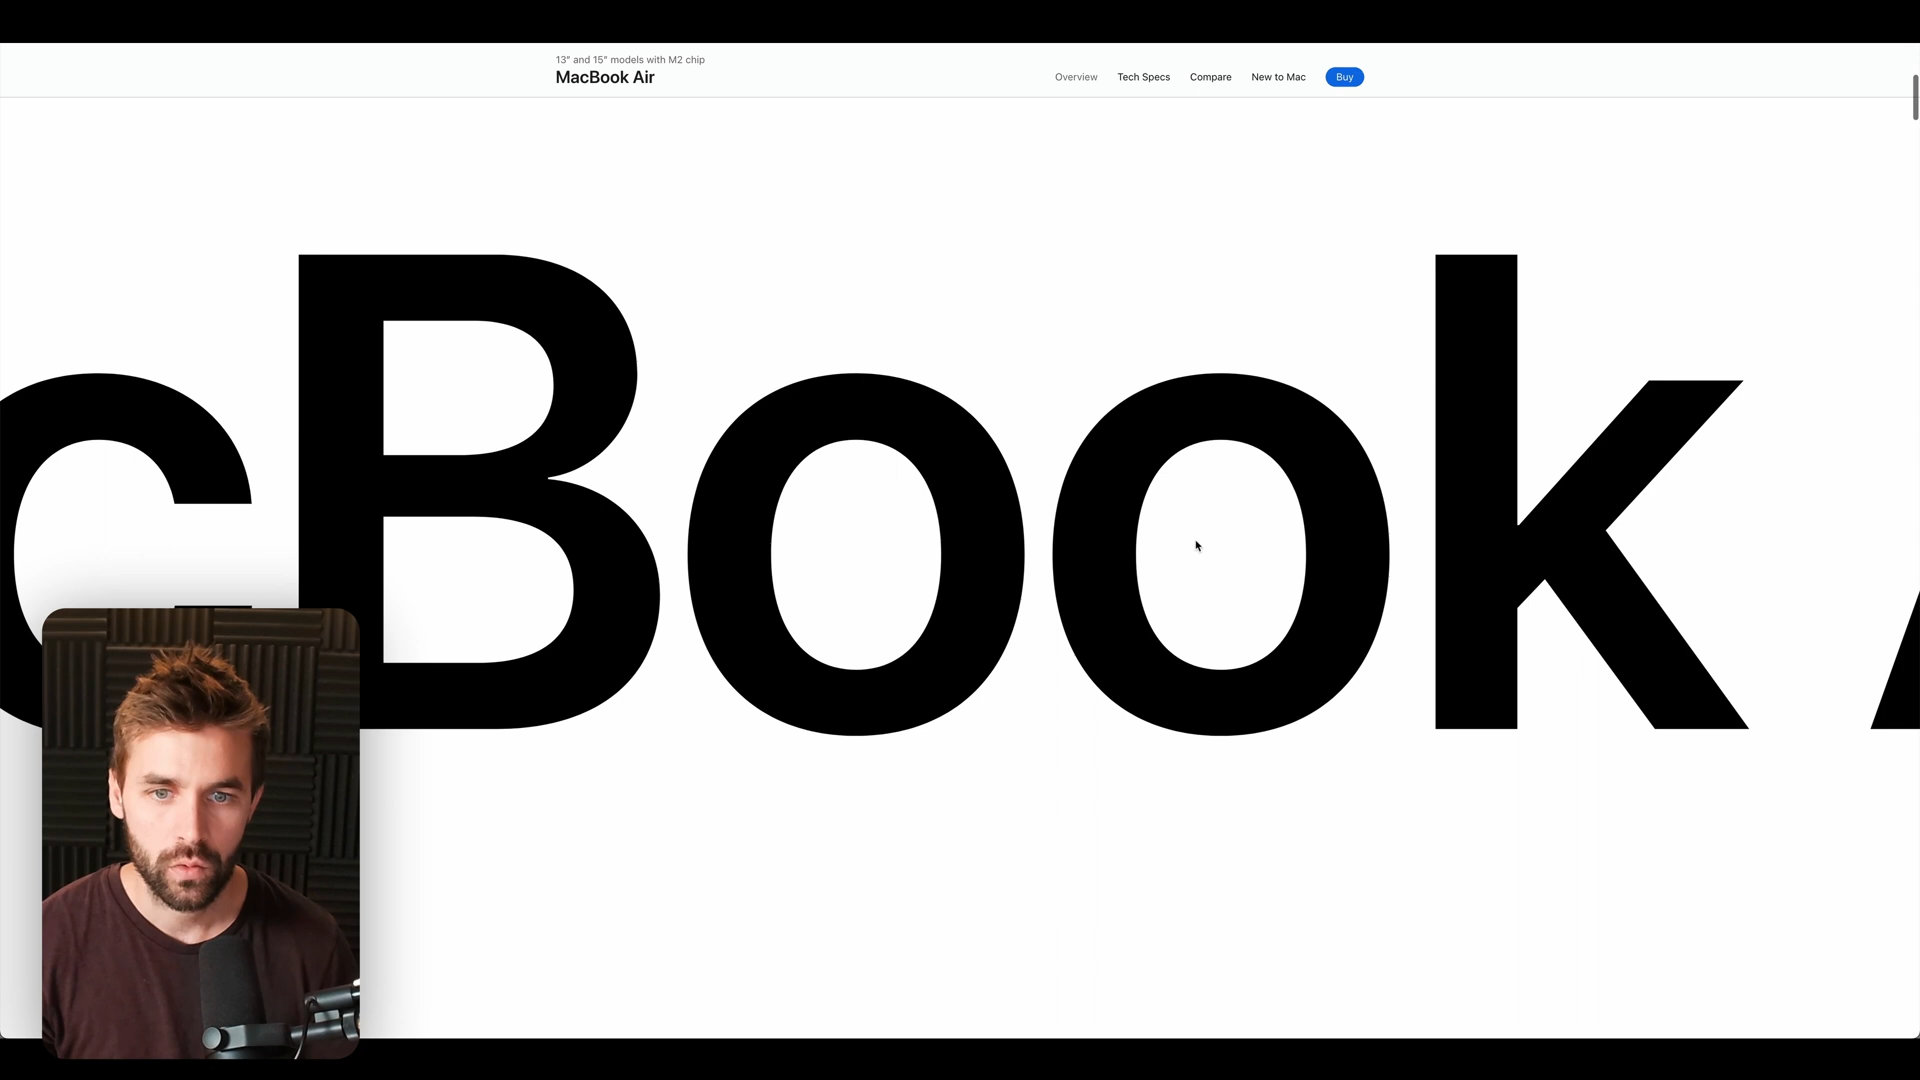 13” and 15” models with M2 chip
MacBook Air
Overview Tech Specs Compare New to Mac Buy
cBook A